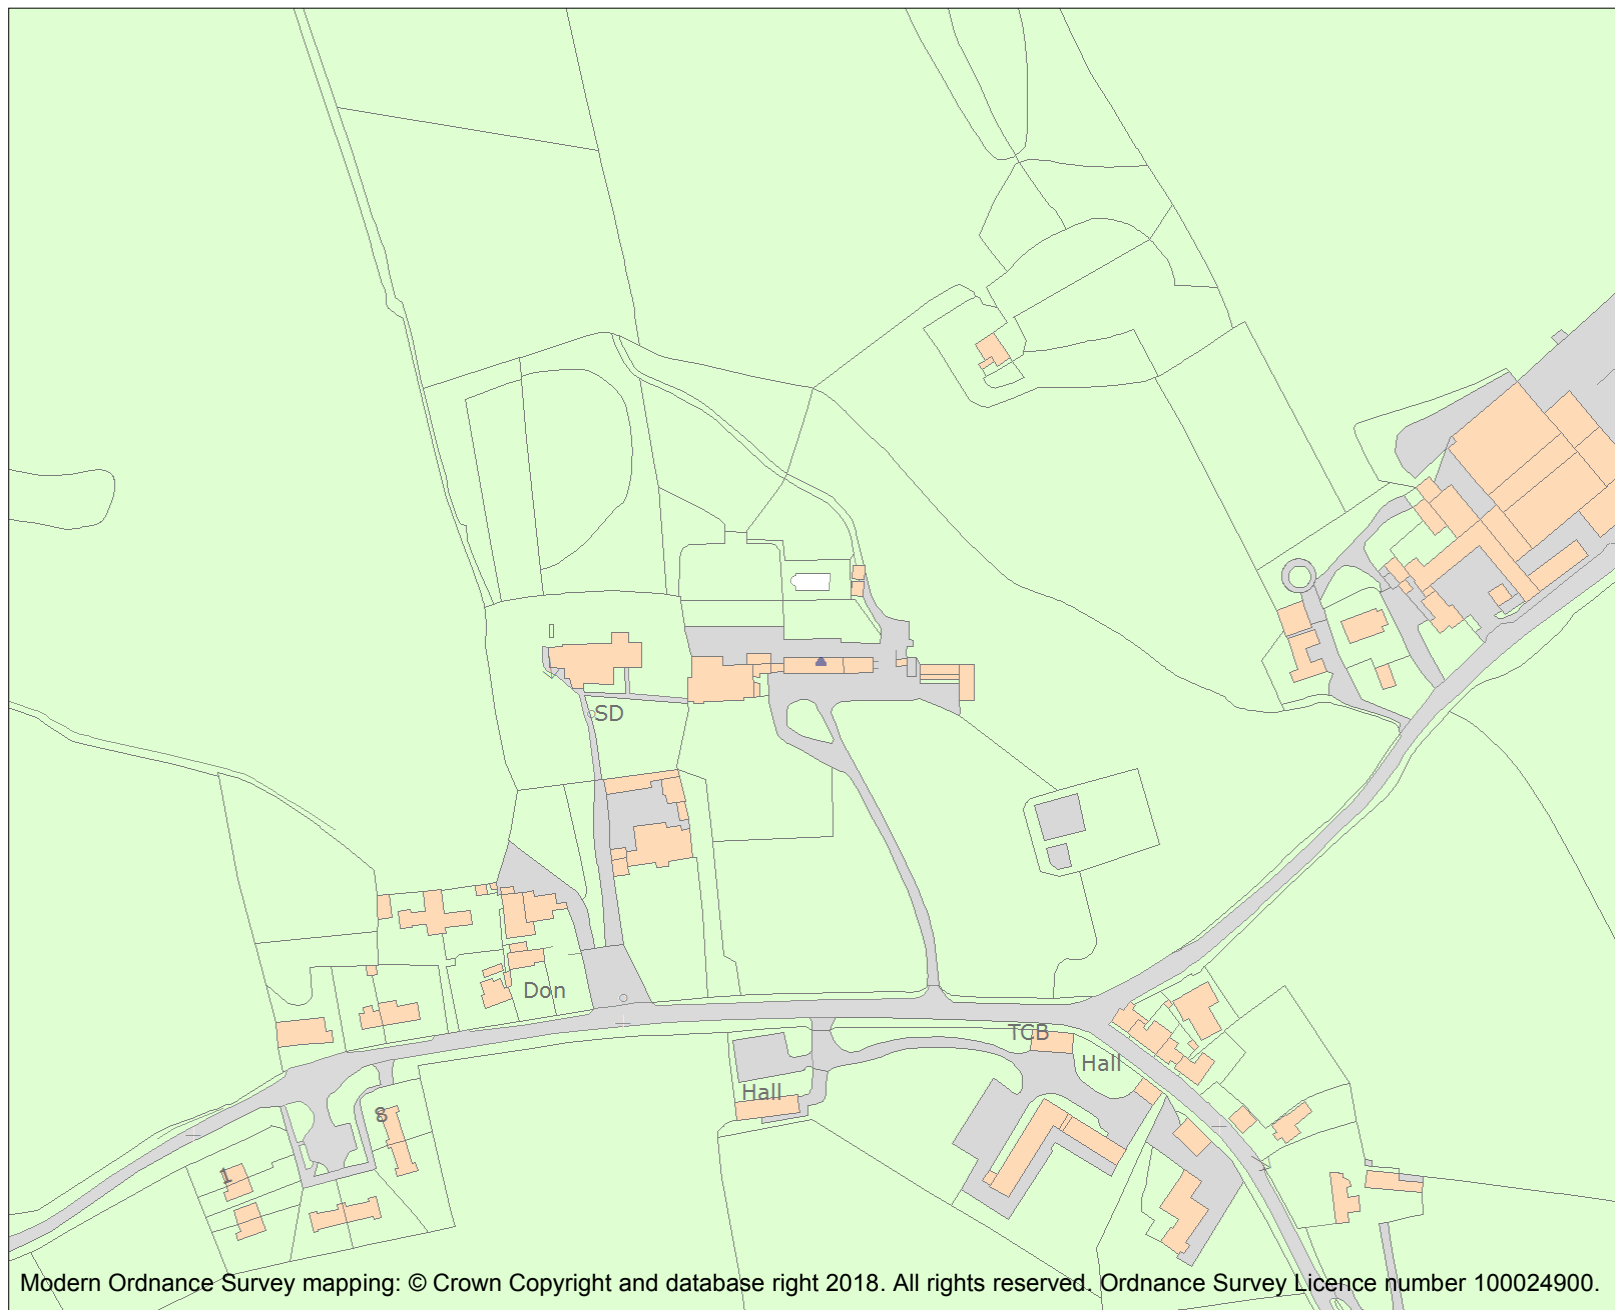 SD
Don
TCB
Hall
Hall
8
1
Modern Ordnance Survey mapping: © Crown Copyright and database right 2018. All rights reserved. Ordnance Survey Licence number 100024900.